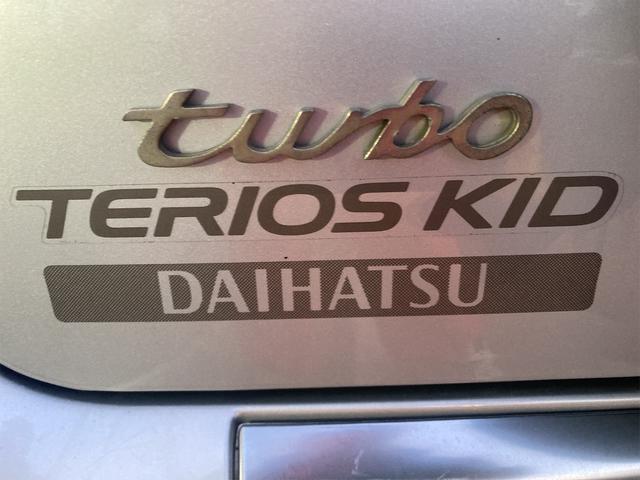 turbo
TERIOS KID
DAIHATSU